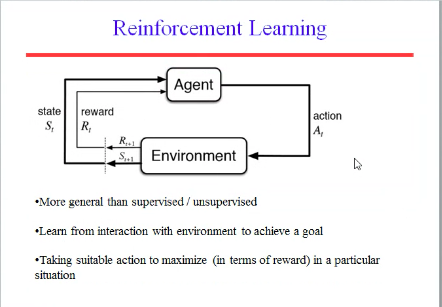 Reinforcement Learning
Agent
state
S_t
reward
R_t
action
A_t
R_{t+1}
S_{t+1}
Environment
•More general than supervised / unsupervised
•Learn from interaction with environment to achieve a goal
•Taking suitable action to maximize (in terms of reward) in a particular
situation